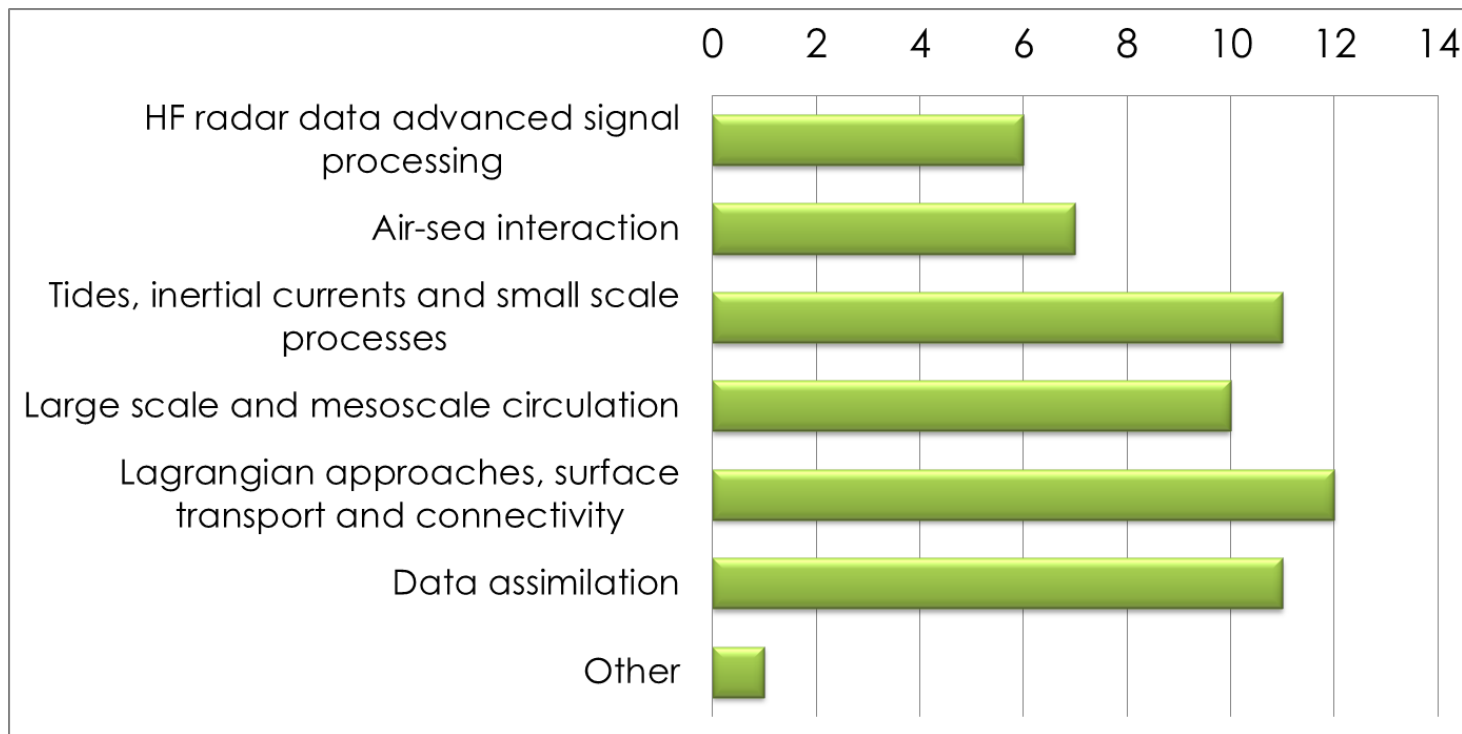 0 2 4 6 8 10 12 14
HF radar data advanced signal
processing
Air-sea interaction
Tides, inertial currents and small scale
processes
Large scale and mesoscale circulation
Lagrangian approaches, surface
transport and connectivity
Data assimilation
Other